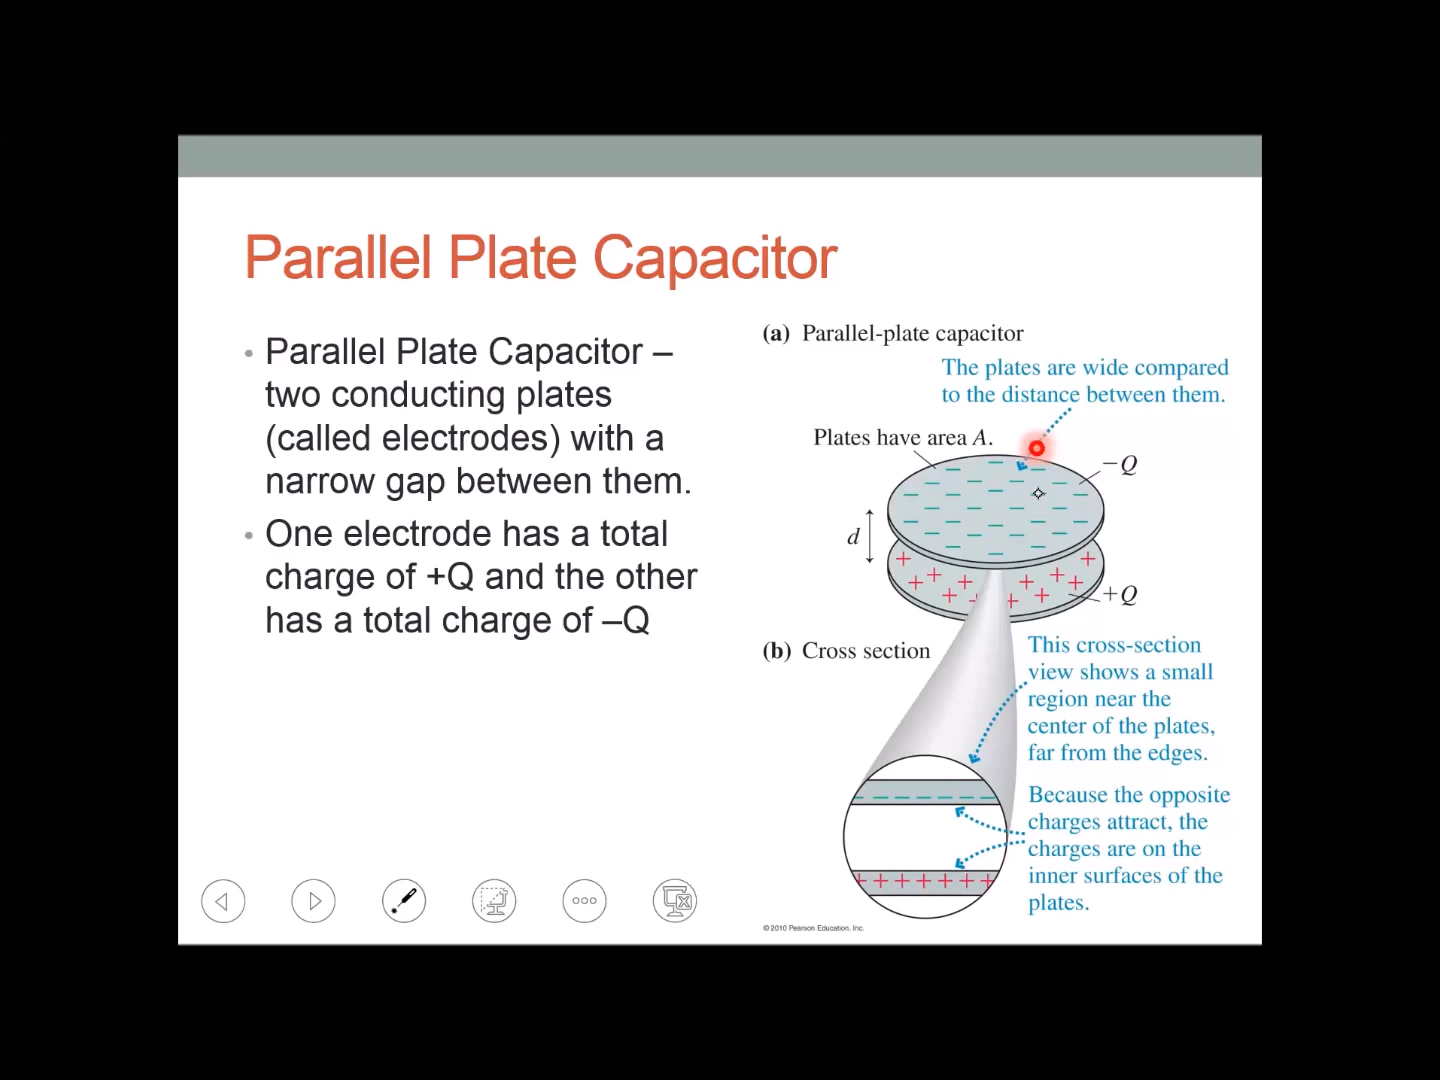 Parallel Plate Capacitor
• Parallel Plate Capacitor –
two conducting plates
(called electrodes) with a
narrow gap between them.
• One electrode has a total
charge of +Q and the other
has a total charge of –Q
(a) Parallel-plate capacitor
The plates are wide compared
to the distance between them.
Plates have area A.
−Q
d
+Q
(b) Cross section
This cross-section
view shows a small
region near the
center of the plates,
far from the edges.
Because the opposite
charges attract, the
charges are on the
inner surfaces of the
plates.
© 2010 Pearson Education, Inc.